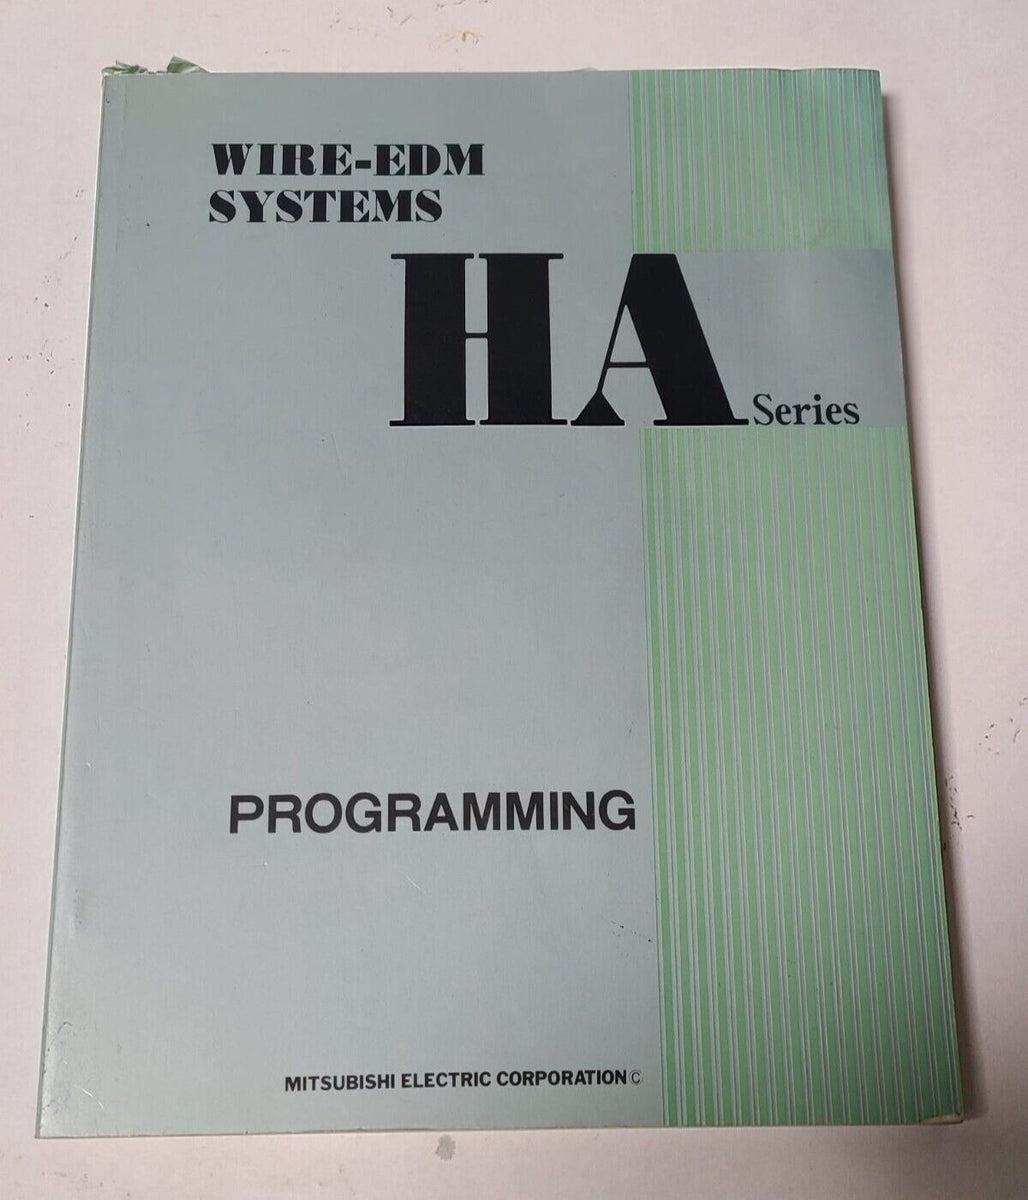 WIRE-EDM
SYSTEMS
HA Series
PROGRAMMING
MITSUBISHI ELECTRIC CORPORATION©